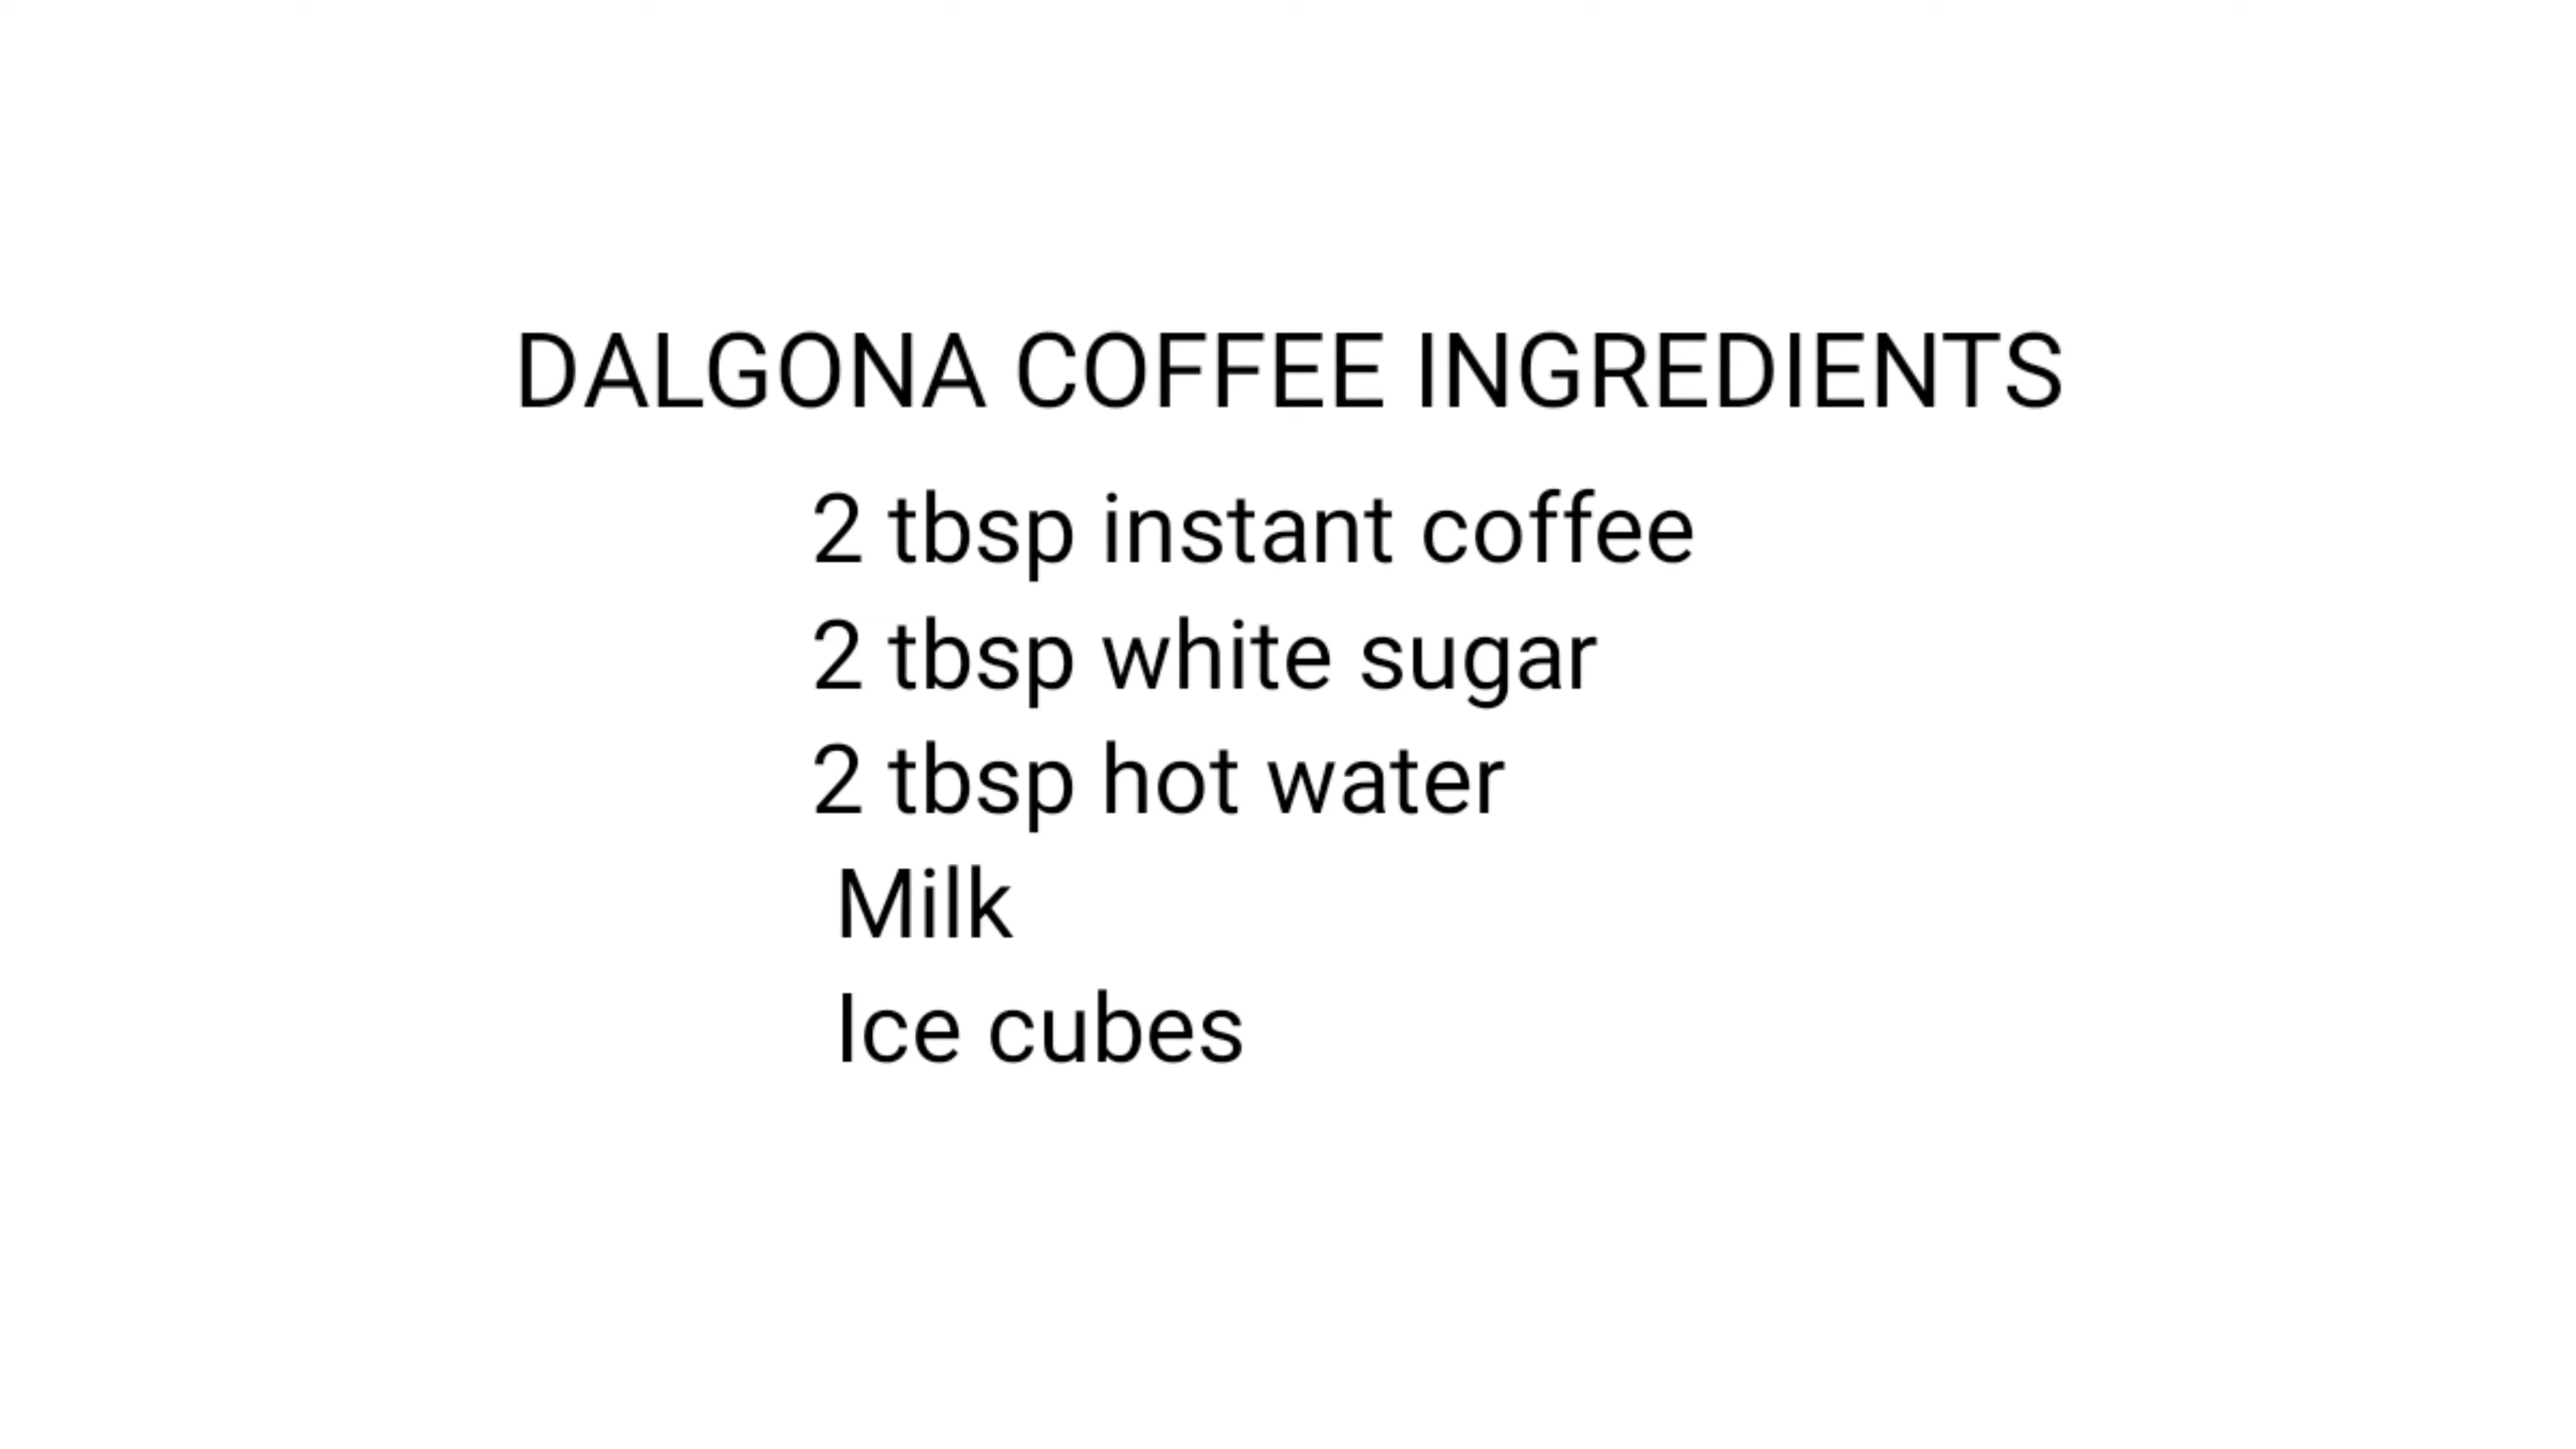 DALGONA COFFEE INGREDIENTS
2 tbsp instant coffee
2 tbsp white sugar
2 tbsp hot water
Milk
Ice cubes